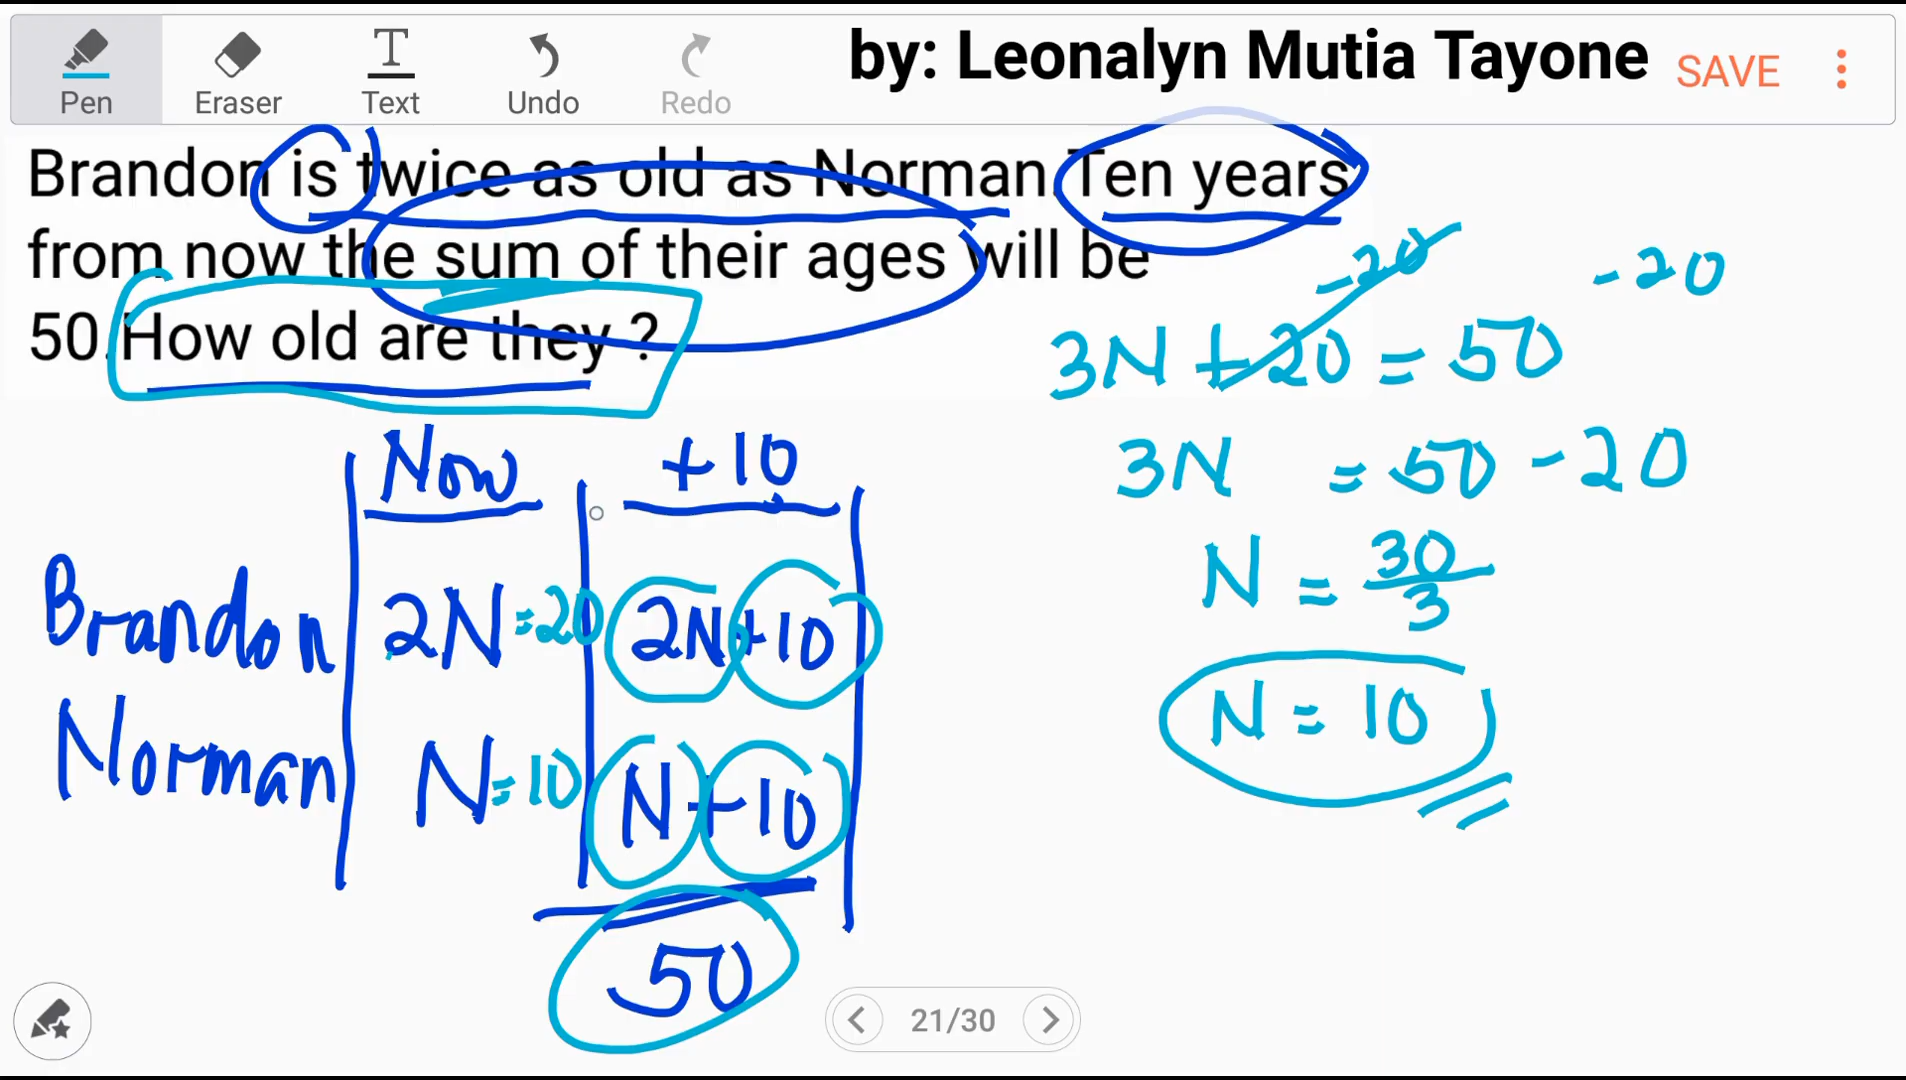 Pen Eraser Text Undo Redo by: Leonalyn Mutia Tayone SAVE
Brandon is twice as old as Norman. Ten years
from now the sum of their ages will be
50. How old are they ?
-20 -20
3N + 20 = 50
3N = 50 - 20
N = 30/3
N = 10
Now +10
Brandon 2N = 20 2N+10
Norman N = 10 N+10
50
21/30